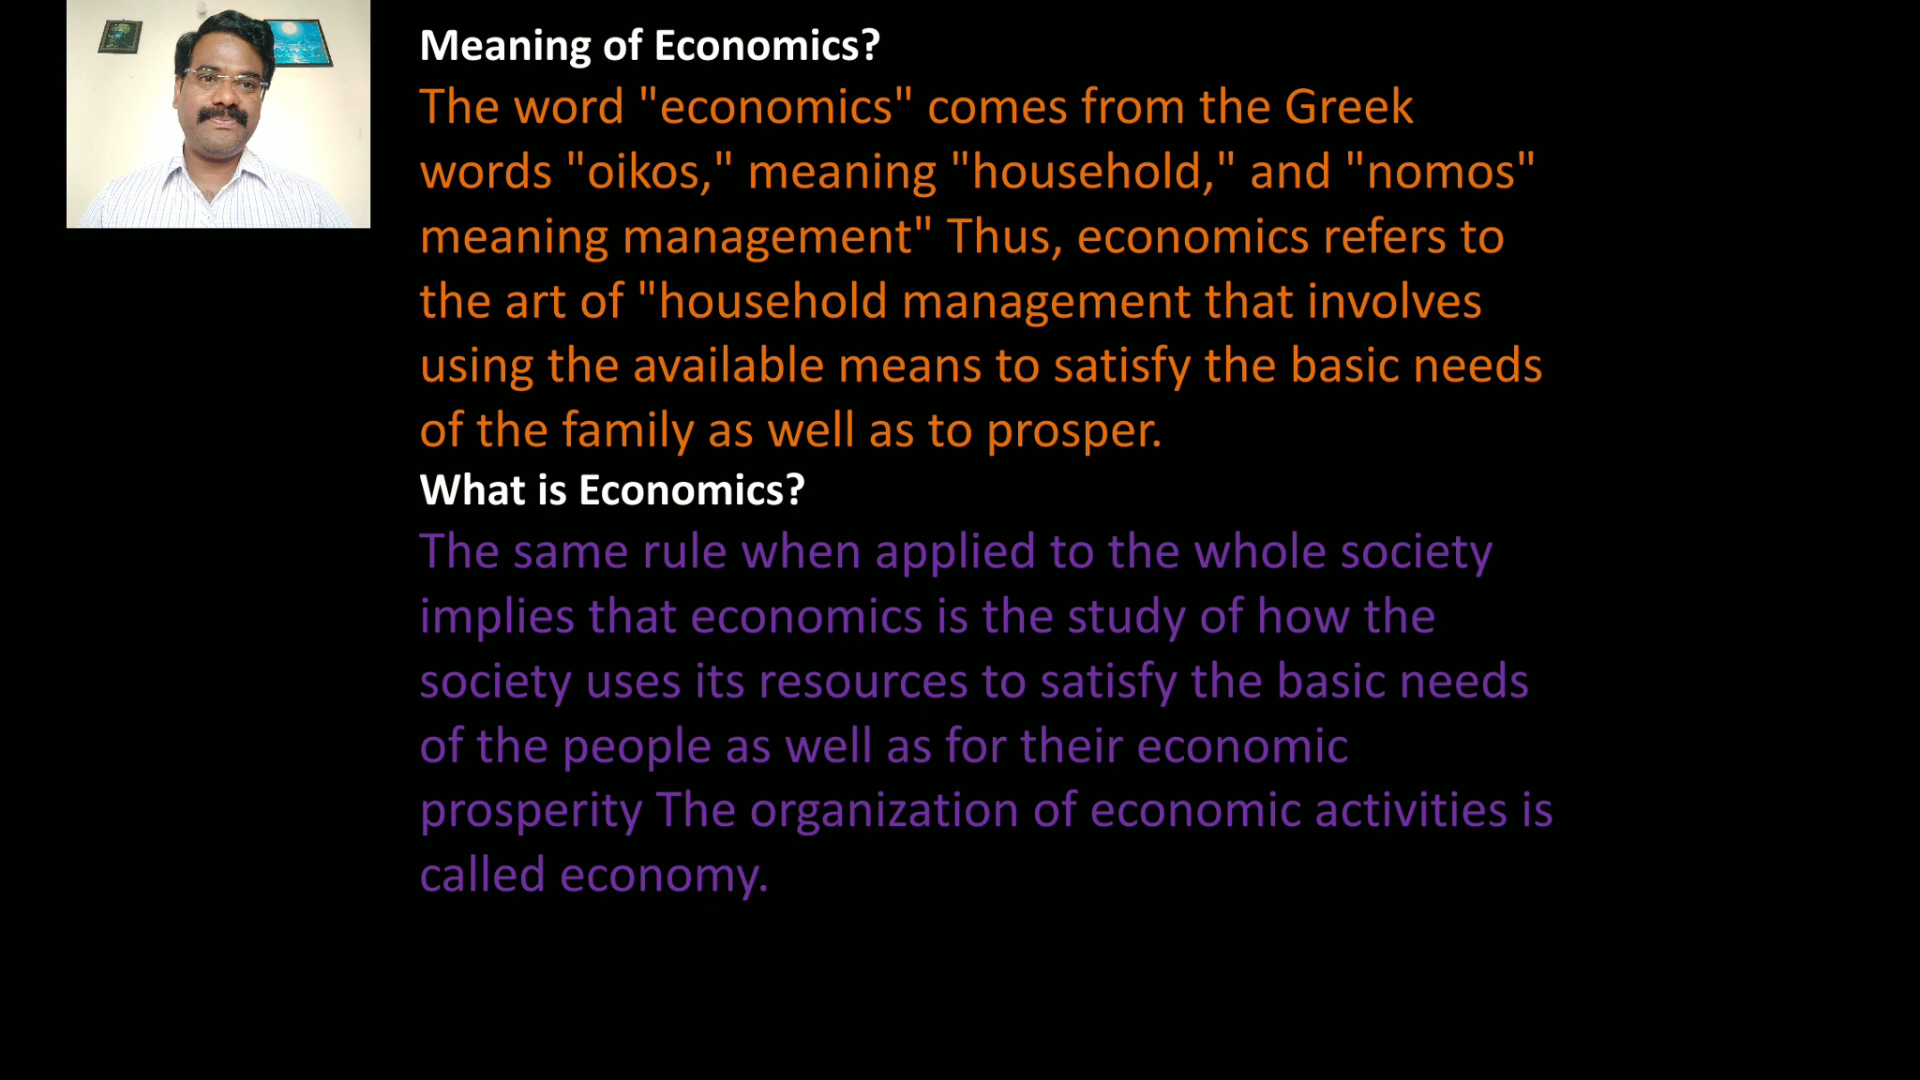 Meaning of Economics?
The word "economics" comes from the Greek
words "oikos," meaning "household," and "nomos"
meaning management" Thus, economics refers to
the art of "household management that involves
using the available means to satisfy the basic needs
of the family as well as to prosper.
What is Economics?
The same rule when applied to the whole society
implies that economics is the study of how the
society uses its resources to satisfy the basic needs
of the people as well as for their economic
prosperity The organization of economic activities is
called economy.